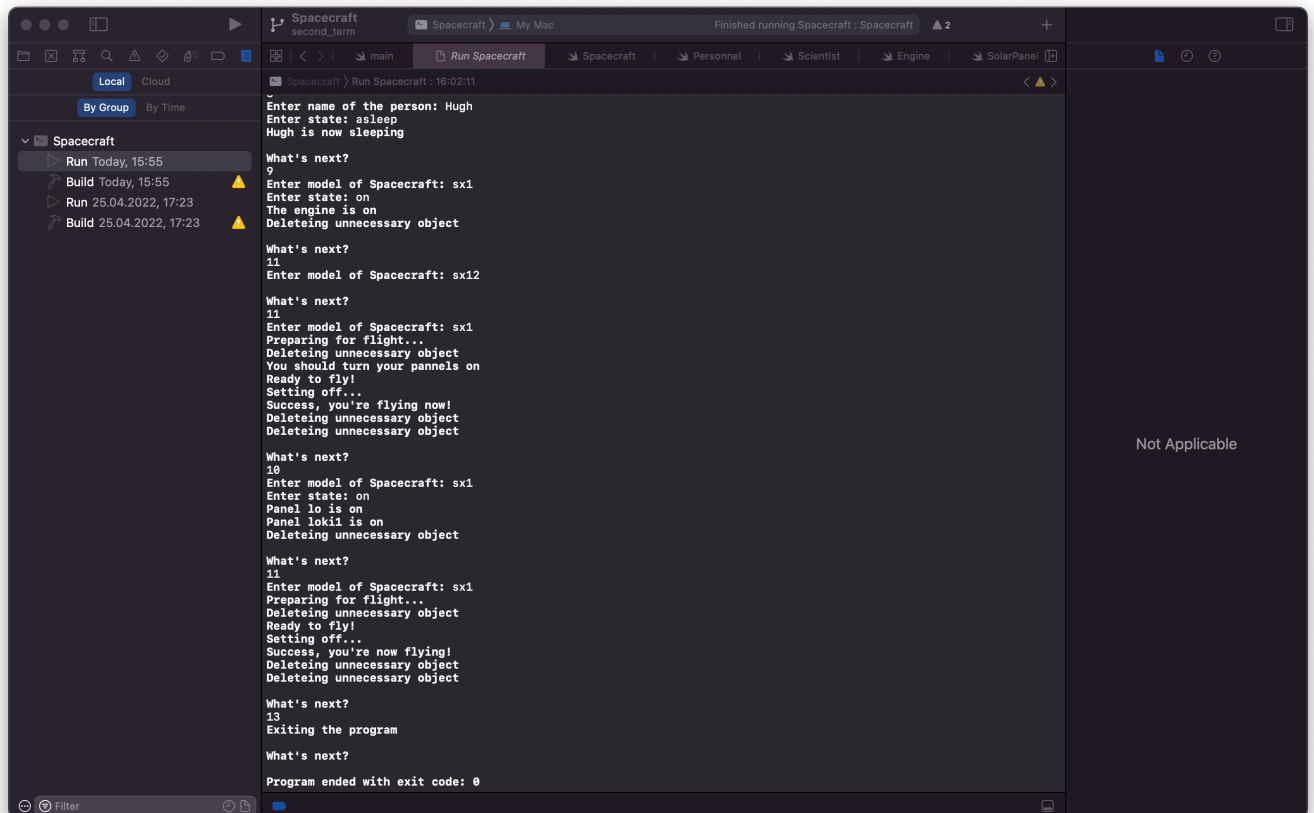 Spacecraft
second_term
Spacecraft
My Mac
Finished running Spacecraft : Spacecraft
2
main
Run Spacecraft
Spacecraft
Personnel
Scientist
Engine
SolarPanel
Local
Cloud
Spacecraft
Run Spacecraft : 16:02:11
By Group
By Time
Spacecraft
Run Today, 15:55
Build Today, 15:55
Run 25.04.2022, 17:23
Build 25.04.2022, 17:23
Enter name of the person: Hugh
Enter state: asleep
Hugh is now sleeping
What's next?
9
Enter model of Spacecraft: sx1
Enter state: on
The engine is on
Deleteing unnecessary object
What's next?
11
Enter model of Spacecraft: sx12
What's next?
11
Enter model of Spacecraft: sx1
Preparing for flight...
Deleteing unnecessary object
You should turn your pannels on
Ready to fly!
Setting off...
Success, you're flying now!
Deleteing unnecessary object
Deleteing unnecessary object
What's next?
10
Enter model of Spacecraft: sx1
Enter state: on
Panel lo is on
Panel loki1 is on
Deleteing unnecessary object
What's next?
11
Enter model of Spacecraft: sx1
Preparing for flight...
Deleteing unnecessary object
Ready to fly!
Setting off...
Success, you're now flying!
Deleteing unnecessary object
Deleteing unnecessary object
What's next?
13
Exiting the program
What's next?
Program ended with exit code: 0
Not Applicable
Filter